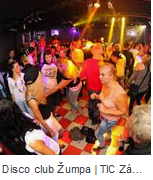 Disco club Žumpa | TIC Zá...